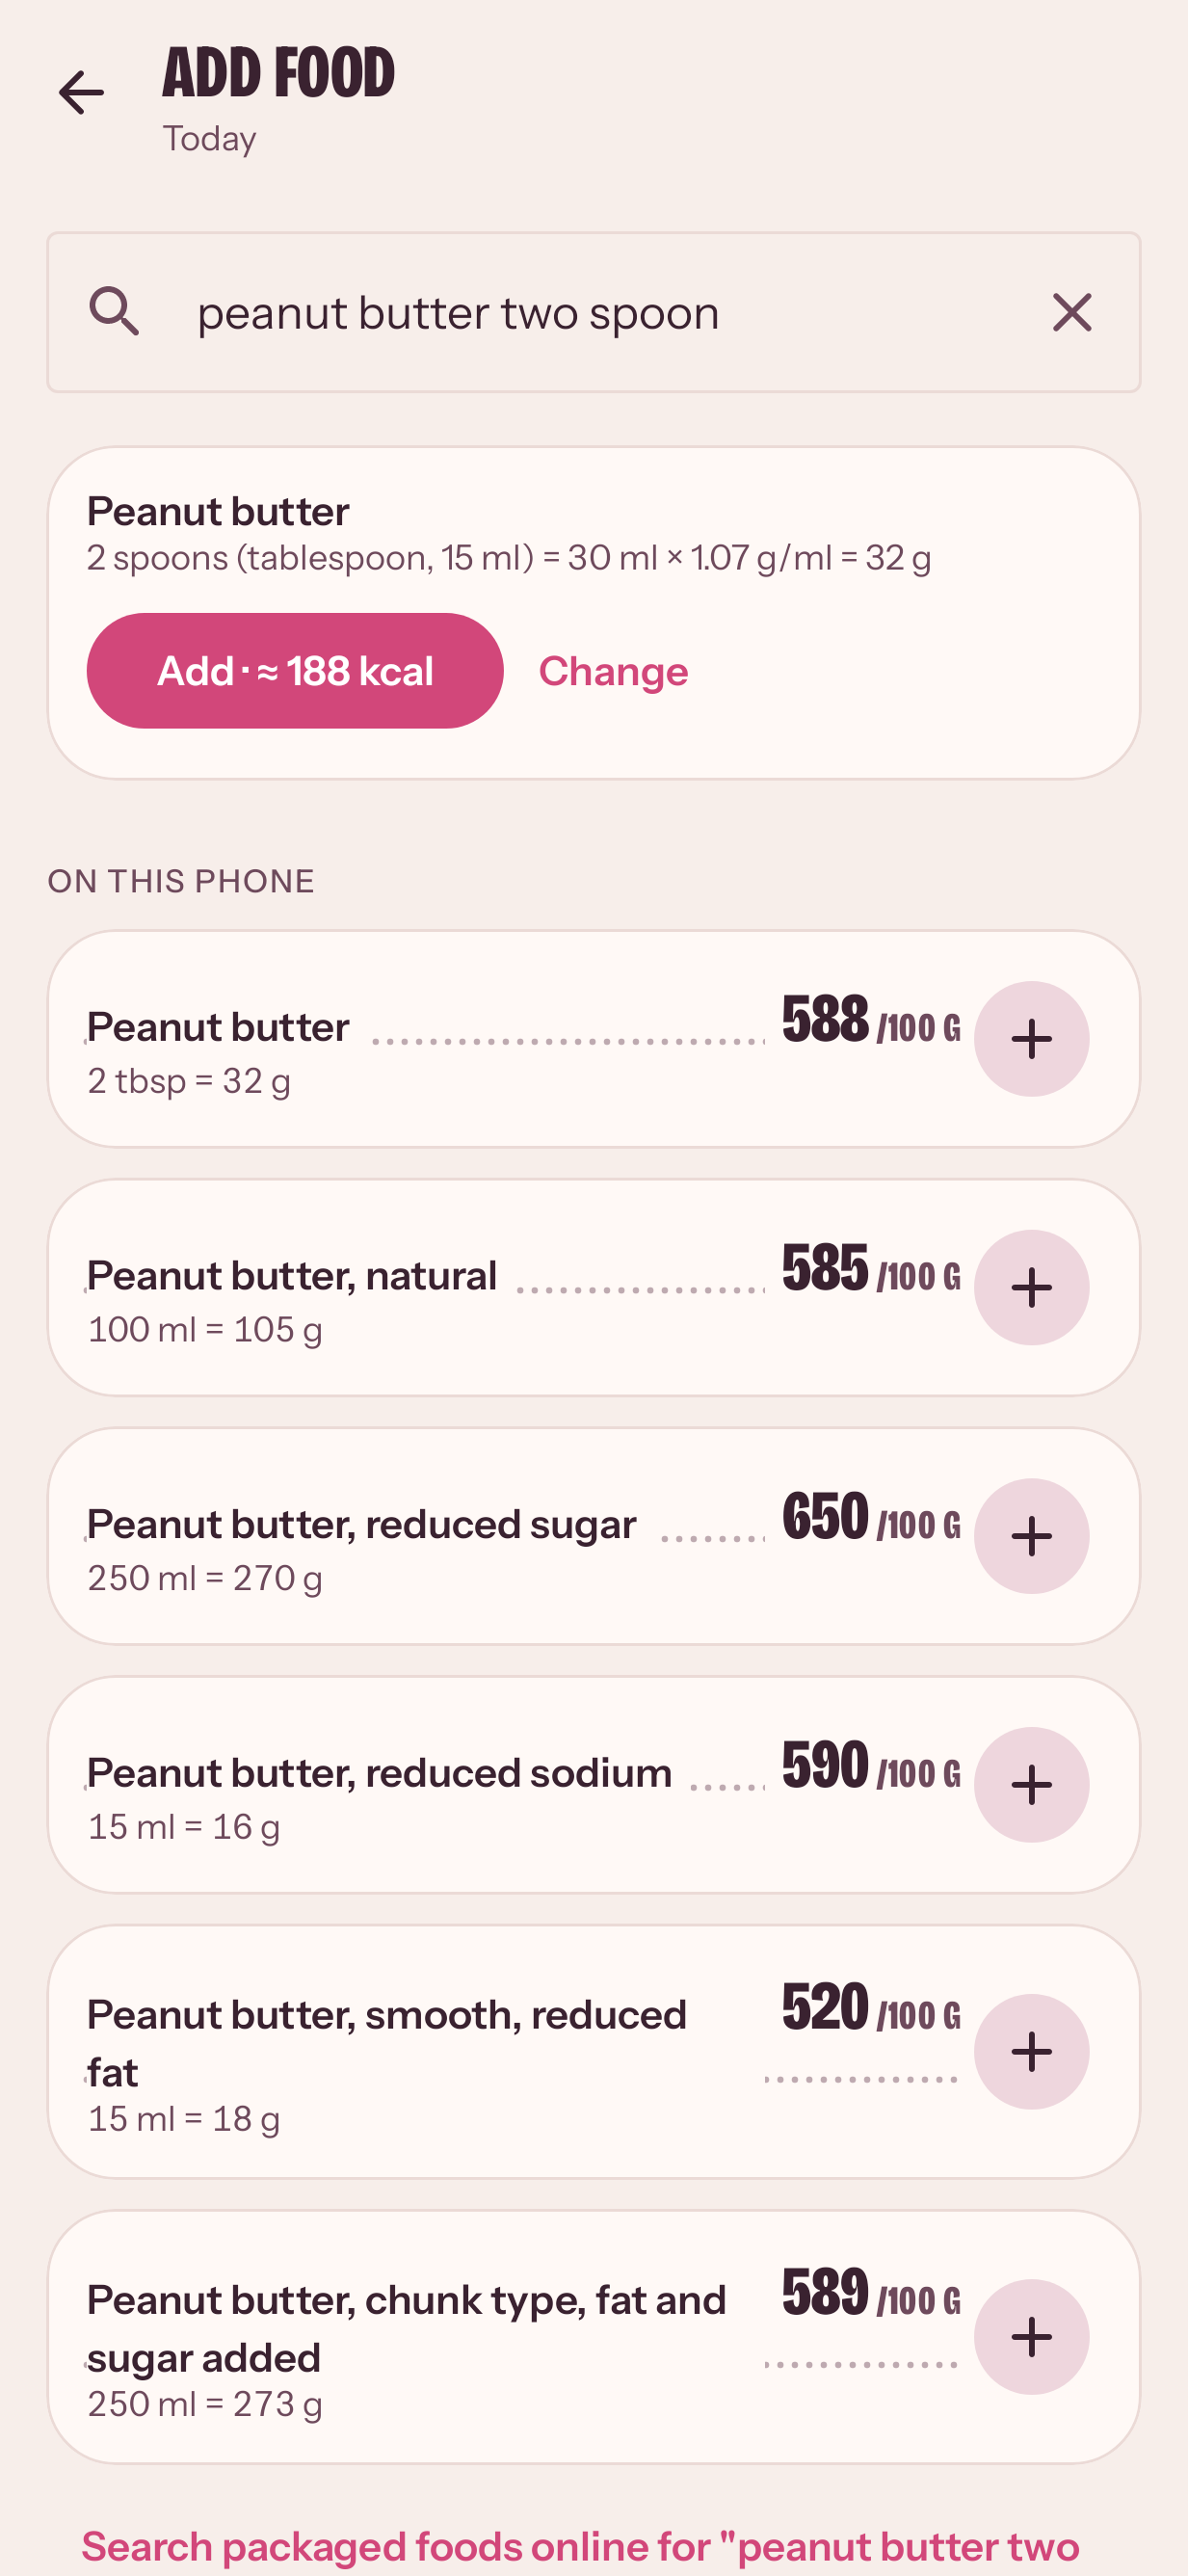 ADD FOOD
Today
peanut butter two spoon
Peanut butter
2 spoons (tablespoon, 15 ml) = 30 ml × 1.07 g/ml = 32 g
Add · ≈ 188 kcal Change
ON THIS PHONE
Peanut butter 588 /100 G
2 tbsp = 32 g
Peanut butter, natural 585 /100 G
100 ml = 105 g
Peanut butter, reduced sugar 650 /100 G
250 ml = 270 g
Peanut butter, reduced sodium 590 /100 G
15 ml = 16 g
Peanut butter, smooth, reduced 520 /100 G
fat
15 ml = 18 g
Peanut butter, chunk type, fat and 589 /100 G
sugar added
250 ml = 273 g
Search packaged foods online for "peanut butter two